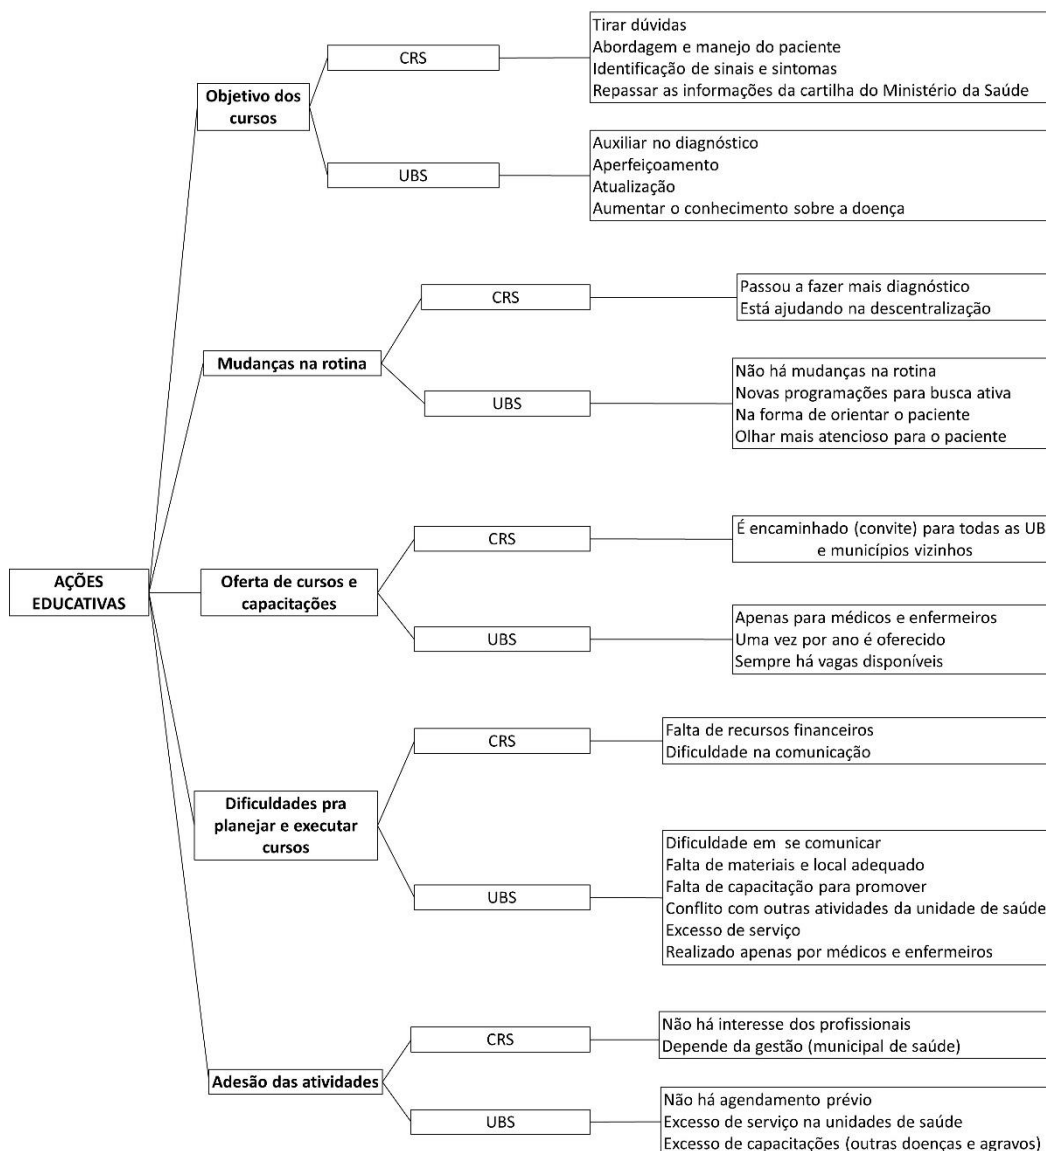 AÇÕES
EDUCATIVAS
Objetivo dos
cursos
CRS
Tirar dúvidas
Abordagem e manejo do paciente
Identificação de sinais e sintomas
Repassar as informações da cartilha do Ministério da Saúde
UBS
Auxiliar no diagnóstico
Aperfeiçoamento
Atualização
Aumentar o conhecimento sobre a doença
Mudanças na rotina
CRS
Passou a fazer mais diagnóstico
Está ajudando na descentralização
UBS
Não há mudanças na rotina
Novas programações para busca ativa
Na forma de orientar o paciente
Olhar mais atencioso para o paciente
Oferta de cursos e
capacitações
CRS
É encaminhado (convite) para todas as UB
e municípios vizinhos
UBS
Apenas para médicos e enfermeiros
Uma vez por ano é oferecido
Sempre há vagas disponíveis
Dificuldades pra
planejar e executar
cursos
CRS
Falta de recursos financeiros
Dificuldade na comunicação
UBS
Dificuldade em se comunicar
Falta de materiais e local adequado
Falta de capacitação para promover
Conflito com outras atividades da unidade de saúde
Excesso de serviço
Realizado apenas por médicos e enfermeiros
Adesão das atividades
CRS
Não há interesse dos profissionais
Depende da gestão (municipal de saúde)
UBS
Não há agendamento prévio
Excesso de serviço na unidades de saúde
Excesso de capacitações (outras doenças e agravos)